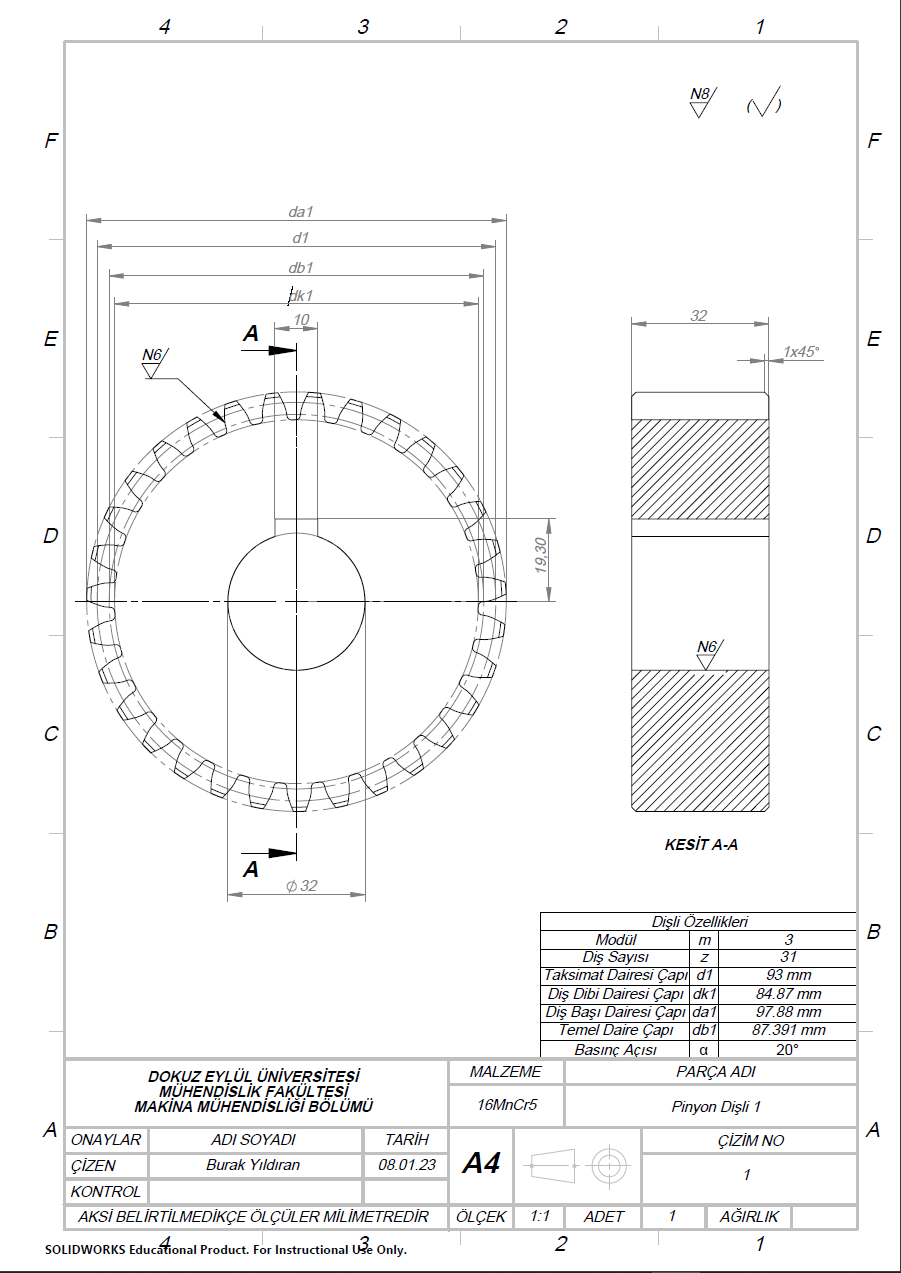 4 3 2 1
N8 ( )
F F
da1
d1
db1
dk1
10
A
E E
32
1x45°
N6
D D
19,30
N6
C C
KESİT A-A
A
⌀ 32
B B
Dişli Özellikleri
Modül m 3
Diş Sayısı z 31
Taksimat Dairesi Çapı d1 93 mm
Diş Dibi Dairesi Çapı dk1 84.87 mm
Diş Başı Dairesi Çapı da1 97.88 mm
Temel Daire Çapı db1 87.391 mm
Basınç Açısı α 20°
DOKUZ EYLÜL ÜNİVERSİTESİ
MÜHENDİSLİK FAKÜLTESİ
MAKİNA MÜHENDİSLİĞİ BÖLÜMÜ
MALZEME PARÇA ADI
16MnCr5 Pinyon Dişli 1
A A
ONAYLAR ADI SOYADI TARİH
ÇİZEN Burak Yıldıran 08.01.23
KONTROL
A4
ÇİZİM NO
1
AKSİ BELİRTİLMEDİKÇE ÖLÇÜLER MİLİMETREDİR ÖLÇEK 1:1 ADET 1 AĞIRLIK
4 3 2 1
SOLIDWORKS Educational Product. For Instructional Use Only.